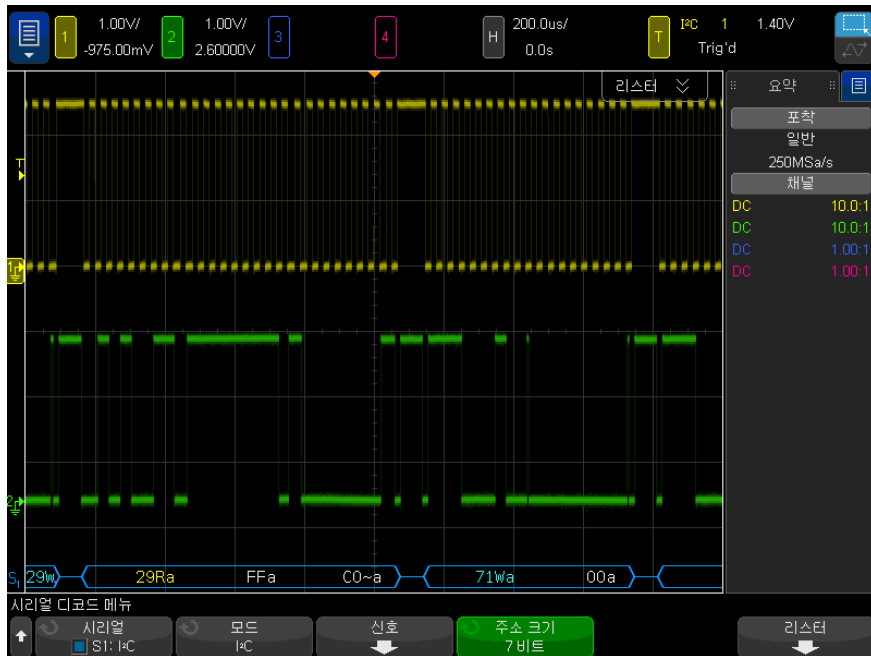 1 1.00V/ 2 1.00V/ 3 4 H 200.0us/ T I²C 1 1.40V
-975.00mV 2.60000V 0.0s Trig'd
리스터 요약
포착
일반
250MSa/s
채널
DC 10.0:1
DC 10.0:1
DC 1.00:1
DC 1.00:1
T
1
2
S₁ 29W 29Ra FFa C0~a 71Wa 00a
시리얼 디코드 메뉴
시리얼 모드 신호 주소 크기 리스터
S1: I²C I²C 7 비트